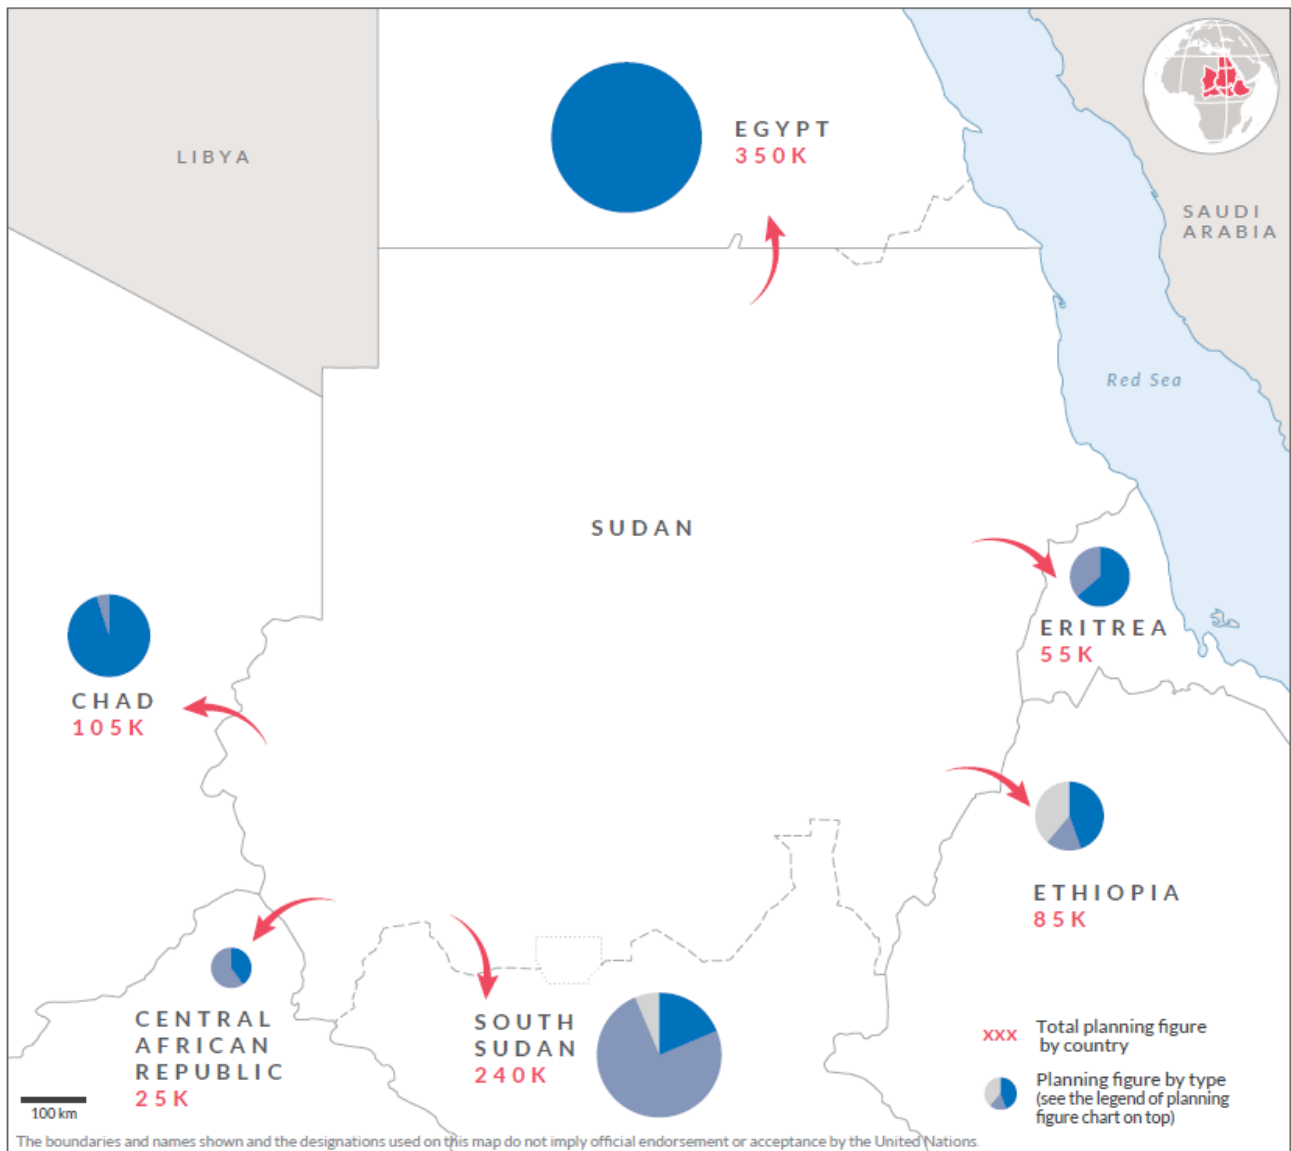 EGYPT
350K
LIBYA
SAUDI
ARABIA
Red Sea
SUDAN
ERITREA
55K
CHAD
105K
ETHIOPIA
85K
CENTRAL
AFRICAN
REPUBLIC
25K
SOUTH
SUDAN
240K
xxx Total planning figure
by country
Planning figure by type
(see the legend of planning
figure chart on top)
100 km
The boundaries and names shown and the designations used on this map do not imply official endorsement or acceptance by the United Nations.